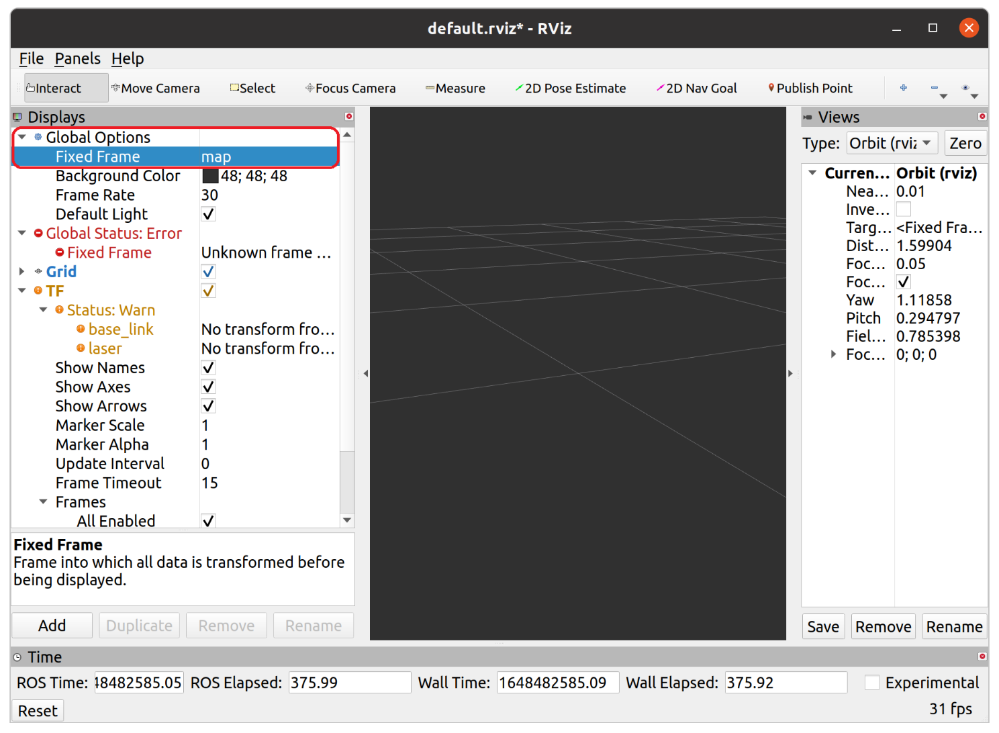 default.rviz* - RViz
File Panels Help
Interact Move Camera Select Focus Camera Measure 2D Pose Estimate 2D Nav Goal Publish Point
Displays
Global Options
Fixed Frame map
Background Color 48; 48; 48
Frame Rate 30
Default Light
Global Status: Error
Fixed Frame Unknown frame ...
Grid
TF
Status: Warn
base_link No transform fro...
laser No transform fro...
Show Names
Show Axes
Show Arrows
Marker Scale 1
Marker Alpha 1
Update Interval 0
Frame Timeout 15
Frames
All Enabled
Fixed Frame
Frame into which all data is transformed before
being displayed.
Add Duplicate Remove Rename
Views
Type: Orbit (rviz Zero
Curren... Orbit (rviz)
Nea... 0.01
Inve...
Targ... <Fixed Fra...
Dist... 1.59904
Foc... 0.05
Foc...
Yaw 1.11858
Pitch 0.294797
Fiel... 0.785398
Foc... 0; 0; 0
Save Remove Rename
Time
ROS Time: 48482585.05 ROS Elapsed: 375.99 Wall Time: 1648482585.09 Wall Elapsed: 375.92 Experimental
Reset 31 fps